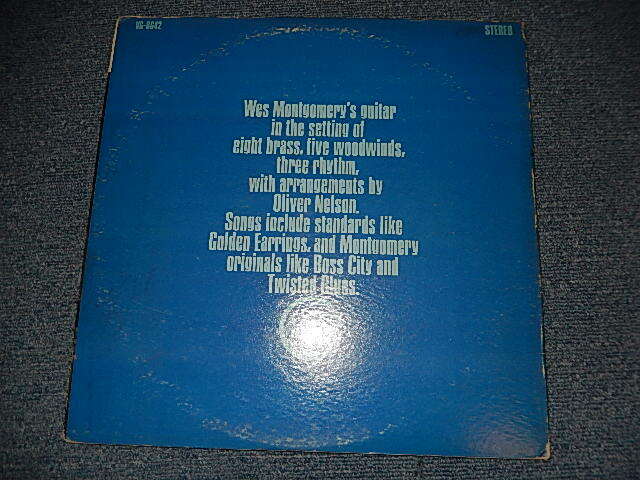 V6-8642
STEREO
Wes Montgomery's guitar
in the setting of
eight brass, five woodwinds,
three rhythm,
with arrangements by
Oliver Nelson.
Songs include standards like
Golden Earrings, and Montgomery
originals like Boss City and
Twisted Blues.